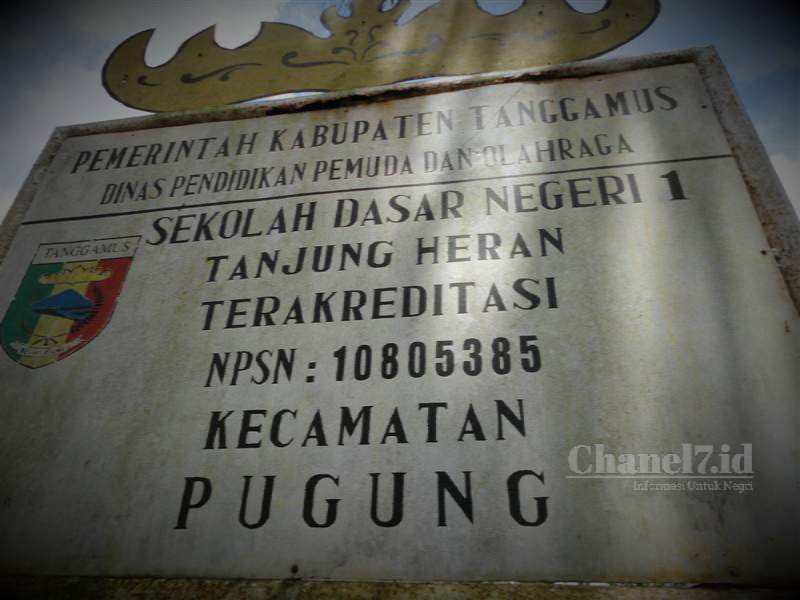 PEMERINTAH KABUPATEN TANGGAMUS
DINAS PENDIDIKAN PEMUDA DAN OLAHRAGA
TANGGAMUS
SEKOLAH DASAR NEGERI 1
TANJUNG HERAN
TERAKREDITASI
NPSN : 10805385
KECAMATAN
PUGUNG
Chanel7.id
Informasi Untuk Negri